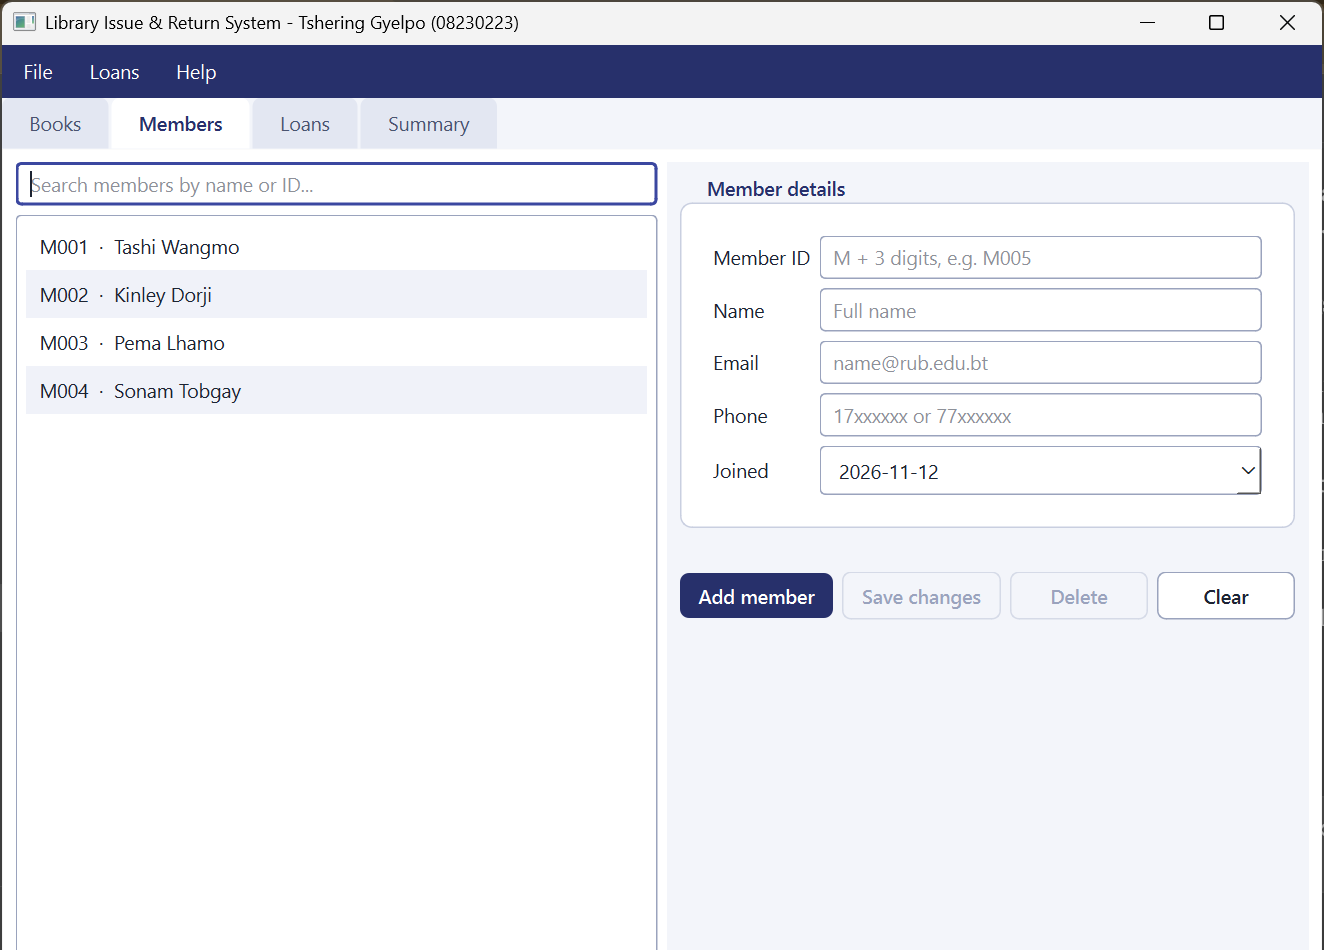 Library Issue & Return System - Tshering Gyelpo (08230223)
File Loans Help
Books Members Loans Summary
Search members by name or ID...
M001 · Tashi Wangmo
M002 · Kinley Dorji
M003 · Pema Lhamo
M004 · Sonam Tobgay
Member details
Member ID M + 3 digits, e.g. M005
Name Full name
Email name@rub.edu.bt
Phone 17xxxxxx or 77xxxxxx
Joined 2026-11-12
Add member Save changes Delete Clear